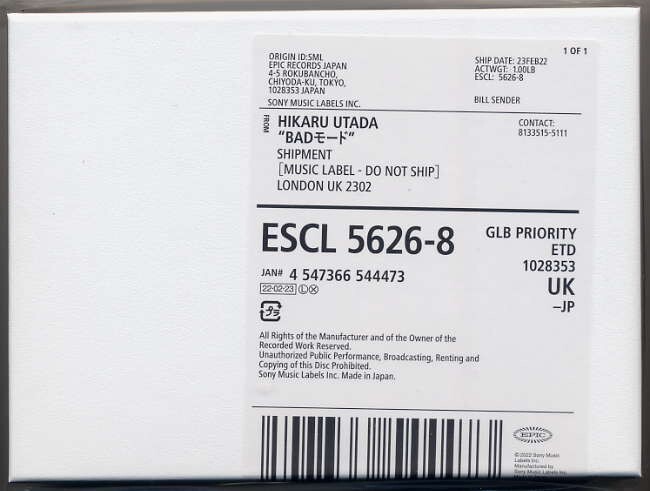 1 OF 1
ORIGIN ID:SML
EPIC RECORDS JAPAN
4-5 ROKUBANCHO,
CHIYODA-KU, TOKYO,
1028353 JAPAN
SONY MUSIC LABELS INC.
SHIP DATE: 23FEB22
ACTWGT: 1.00LB
ESCL: 5626-8
BILL SENDER
FROM
HIKARU UTADA
“BADモード”
SHIPMENT
[MUSIC LABEL - DO NOT SHIP]
LONDON UK 2302
CONTACT:
8133515-5111
ESCL 5626-8
JAN# 4 547366 544473
22-02-23 Ⓛ ⓧ
プラ
GLB PRIORITY
ETD
1028353
UK
–JP
All Rights of the Manufacturer and of the Owner of the
Recorded Work Reserved.
Unauthorized Public Performance, Broadcasting, Renting and
Copying of this Disc Prohibited.
Sony Music Labels Inc. Made in Japan.
EPIC
©2022 Sony Music
Labels Inc.
Manufactured by
Sony Music Labels Inc.